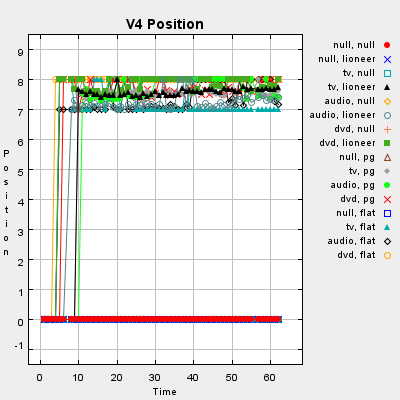 V4 Position
9
8
7
6
5
4
3
2
1
0
-1
Position
0
10
20
30
40
50
60
Time
null, null
null, lioneer
tv, null
tv, lioneer
audio, null
audio, lioneer
dvd, null
dvd, lioneer
null, pg
tv, pg
audio, pg
dvd, pg
null, flat
tv, flat
audio, flat
dvd, flat